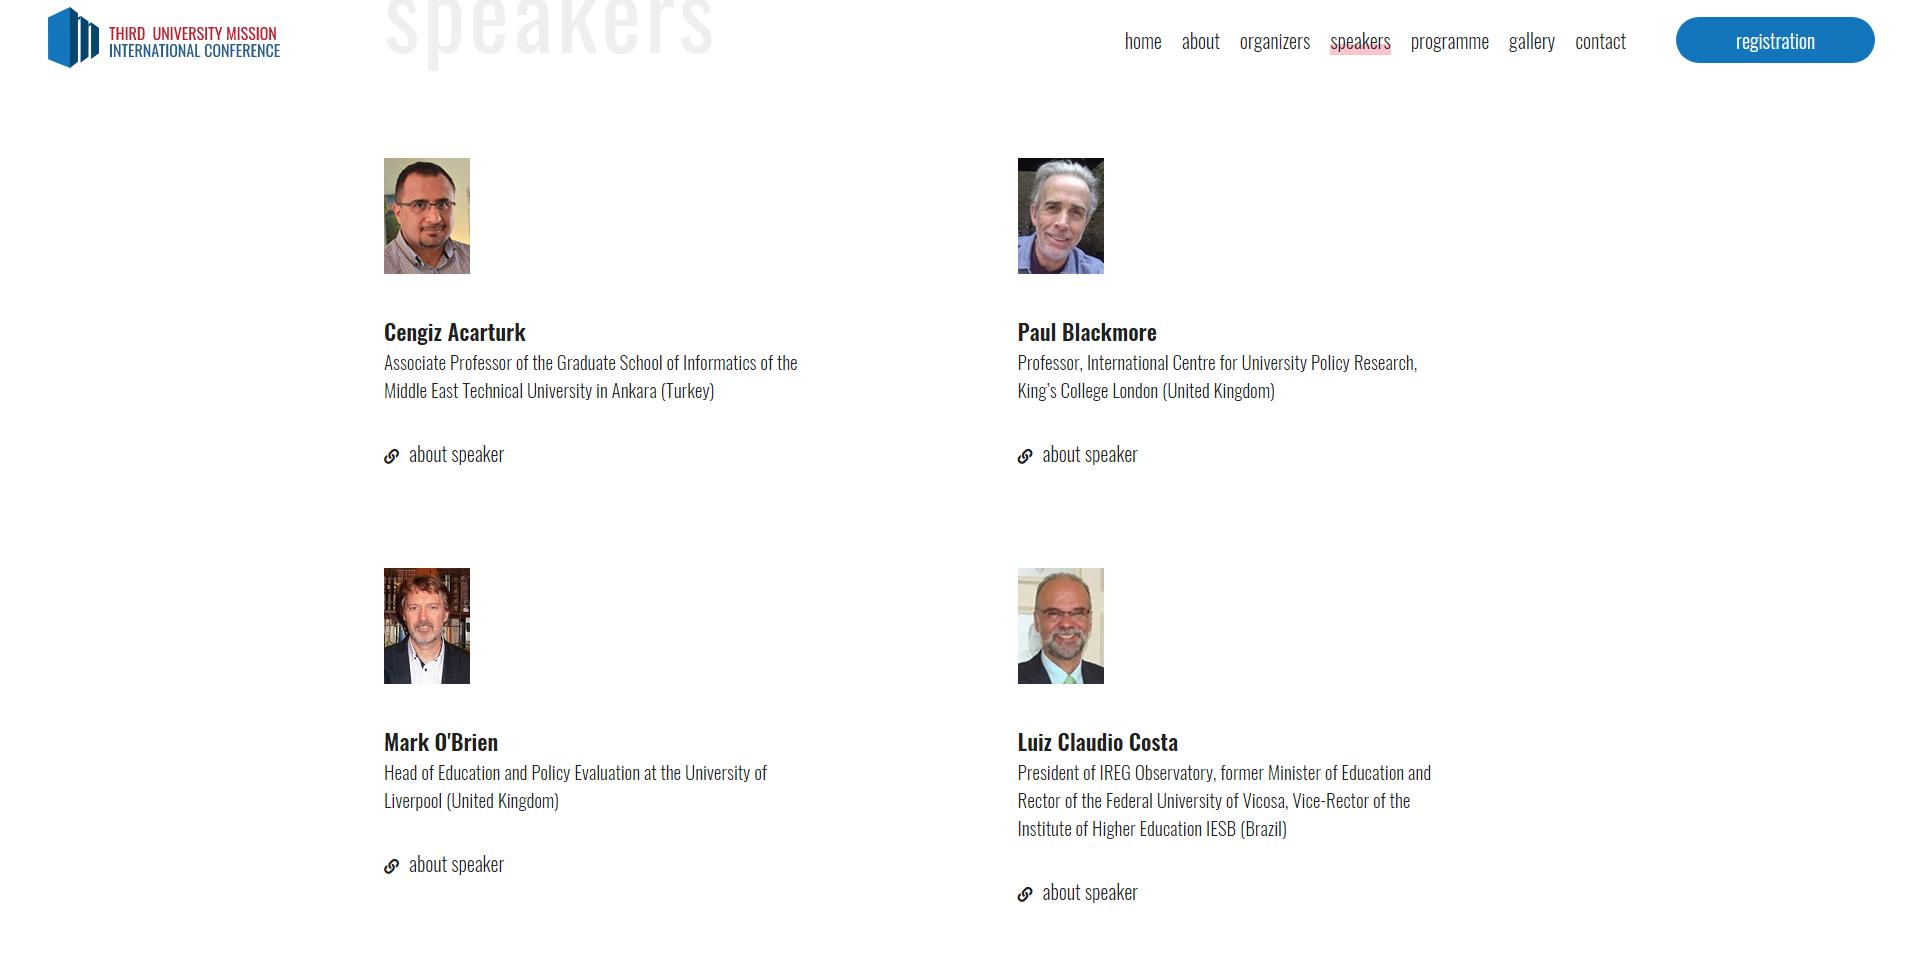 speakers
THIRD UNIVERSITY MISSION
INTERNATIONAL CONFERENCE
home about organizers speakers programme gallery contact registration
Cengiz Acarturk
Associate Professor of the Graduate School of Informatics of the
Middle East Technical University in Ankara (Turkey)
about speaker
Paul Blackmore
Professor, International Centre for University Policy Research,
King’s College London (United Kingdom)
about speaker
Mark O'Brien
Head of Education and Policy Evaluation at the University of
Liverpool (United Kingdom)
about speaker
Luiz Claudio Costa
President of IREG Observatory, former Minister of Education and
Rector of the Federal University of Vicosa, Vice-Rector of the
Institute of Higher Education IESB (Brazil)
about speaker